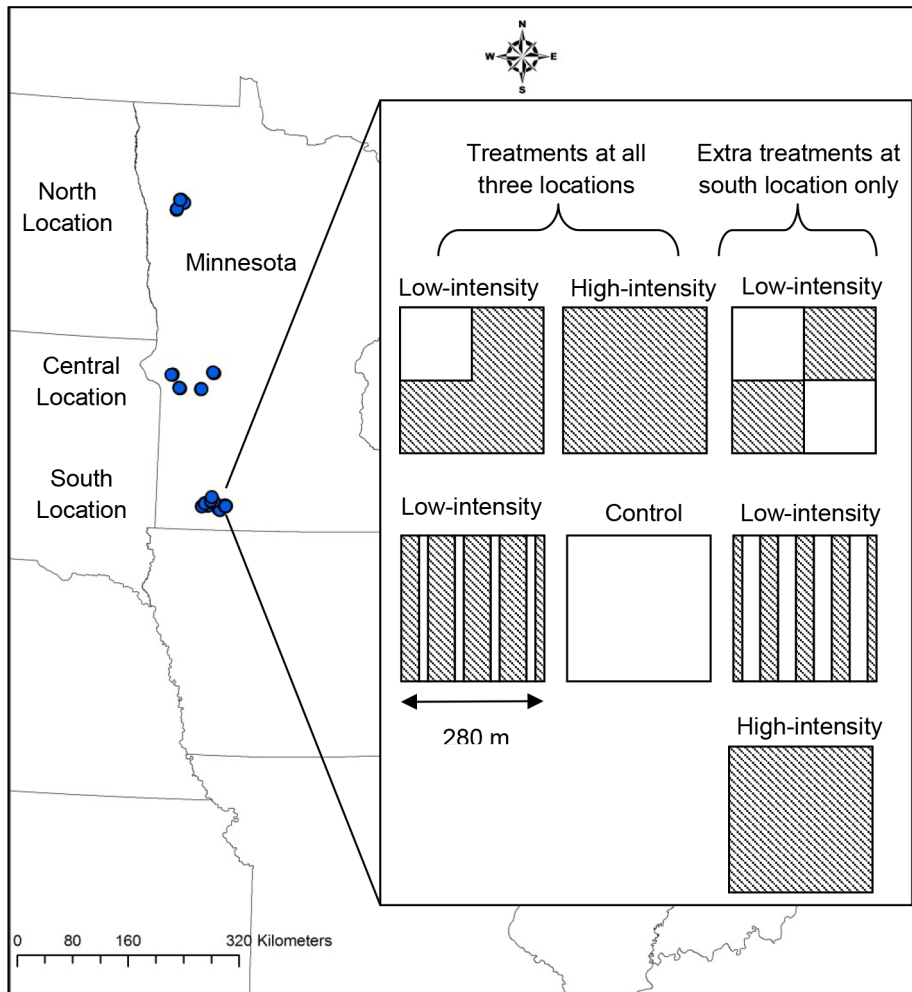 N
W E
S
Treatments at all
three locations
Extra treatments at
south location only
North
Location
Minnesota
Low-intensity
High-intensity
Low-intensity
Central
Location
South
Location
Low-intensity
Control
Low-intensity
280 m
High-intensity
0 80 160 320 Kilometers